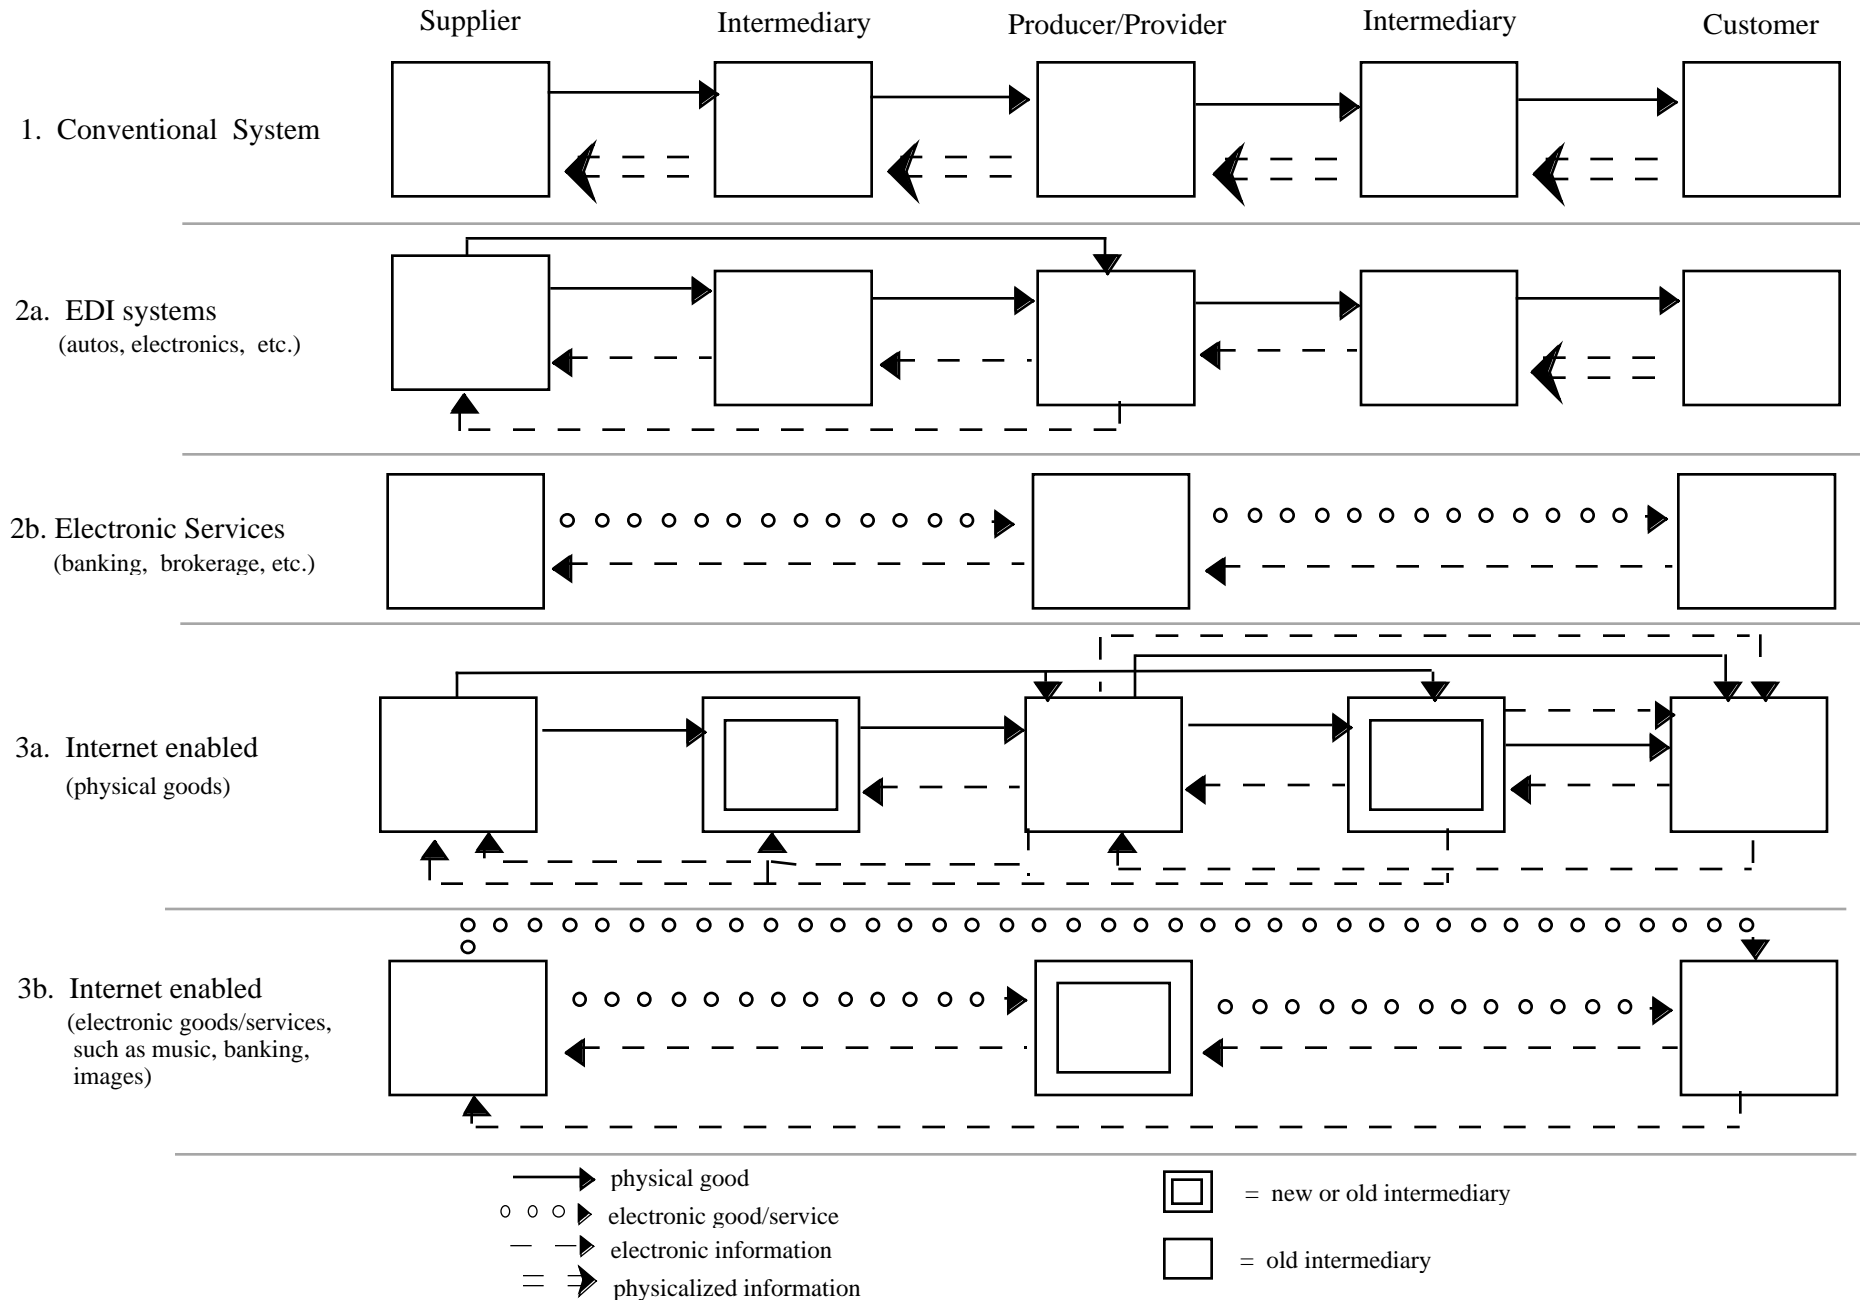 Supplier
Intermediary
Producer/Provider
Intermediary
Customer
1. Conventional System
2a. EDI systems
(autos, electronics, etc.)
2b. Electronic Services
(banking, brokerage, etc.)
3a. Internet enabled
(physical goods)
3b. Internet enabled
(electronic goods/services,
such as music, banking,
images)
physical good
electronic good/service
electronic information
physicalized information
= new or old intermediary
= old intermediary